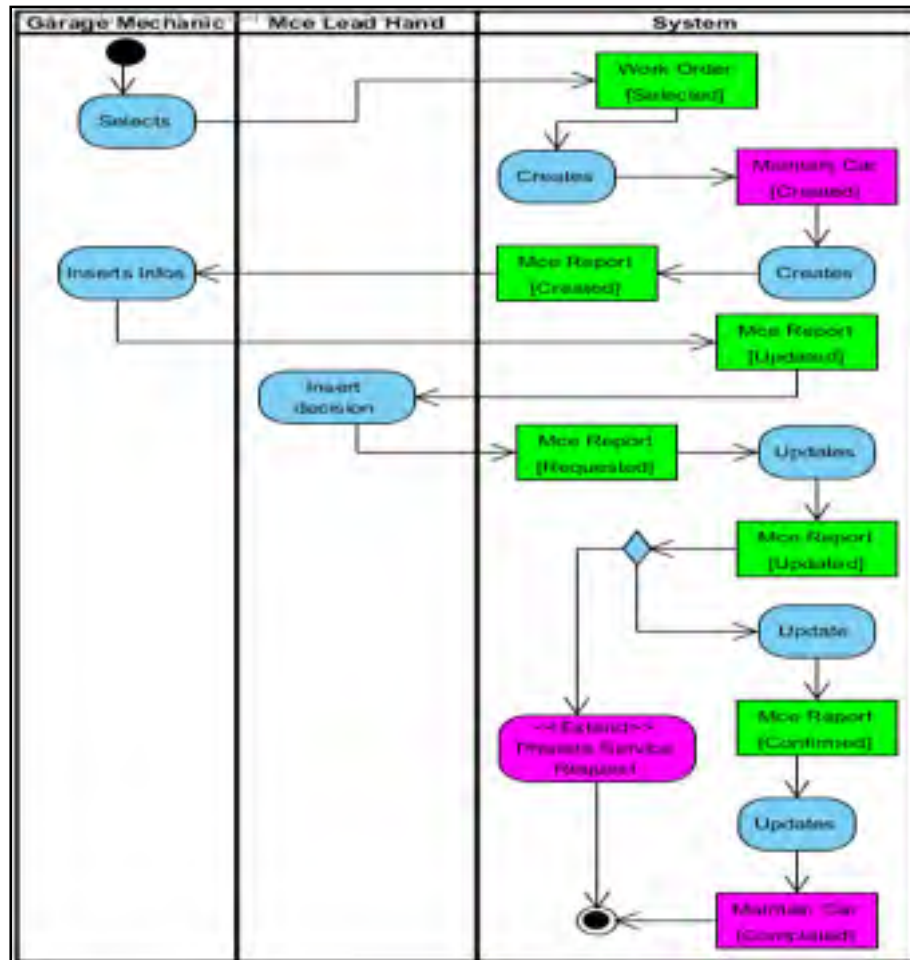 Garage Mechanic
Mce Lead Hand
System
Work Order
[Selected]
Selects
Creates
Maintain Car
[Created]
Inserts Infos
Mce Report
[Created]
Creates
Mce Report
[Updated]
Insert
decision
Mce Report
[Requested]
Updates
Mce Report
[Updated]
Update
<<Extend>>
Service
Request
Mce Report
[Confirmed]
Updates
Maintain Car
[Completed]